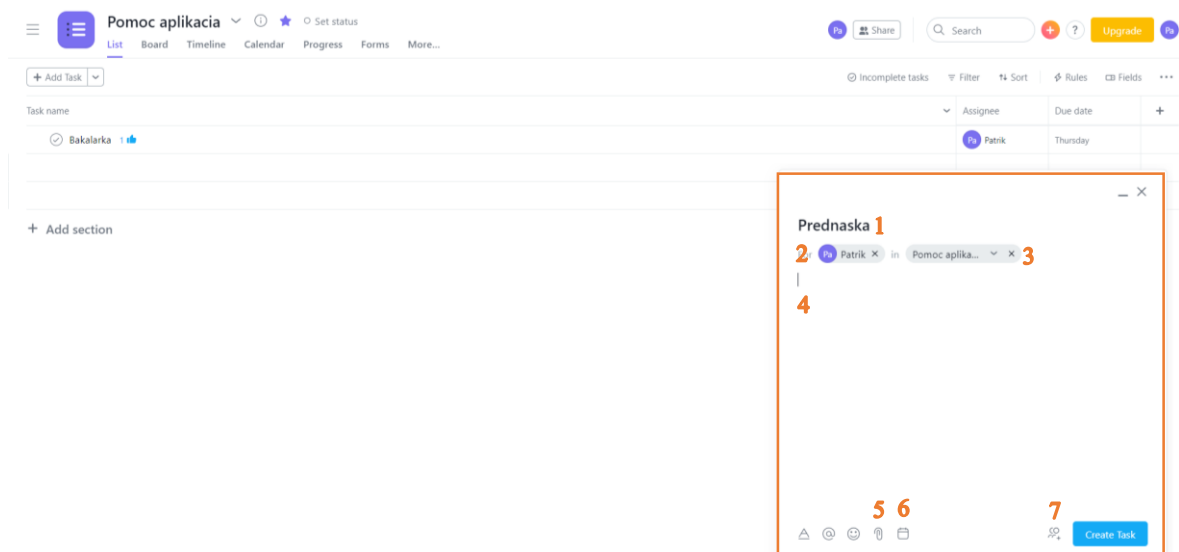 Pomoc aplikacia
Set status
List Board Timeline Calendar Progress Forms More...
Pa Share Search + ? Upgrade Pa
+ Add Task
Incomplete tasks Filter Sort Rules Fields ...
Task name Assignee Due date +
Bakalarka 1 Pa Patrik Thursday
+ Add section
Prednaska 1
2 Pa Patrik × in Pomoc aplika... × 3
4
5 6 7
Create Task